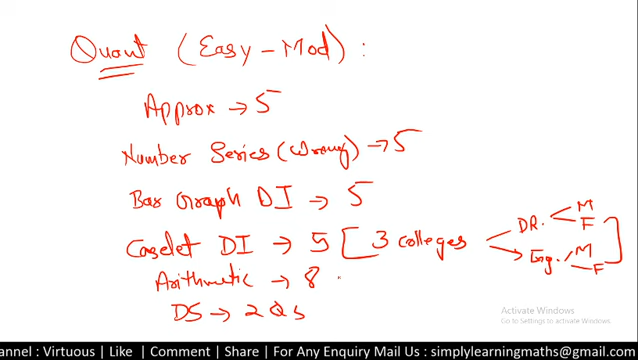 Quant (Easy - Mod) :
Approx → 5
Number Series (Wrong) → 5
Bar Graph DI → 5
Caselet DI → 5 [ 3 colleges
DR. < M
F
Eng. < M
F
Arithmetic → 8
DS → 2 Qs
Activate Windows
Go to Settings to activate Windows.
hannel : Virtuous | Like | Comment | Share | For Any Enquiry Mail Us : simplylearningmaths@gmail.com